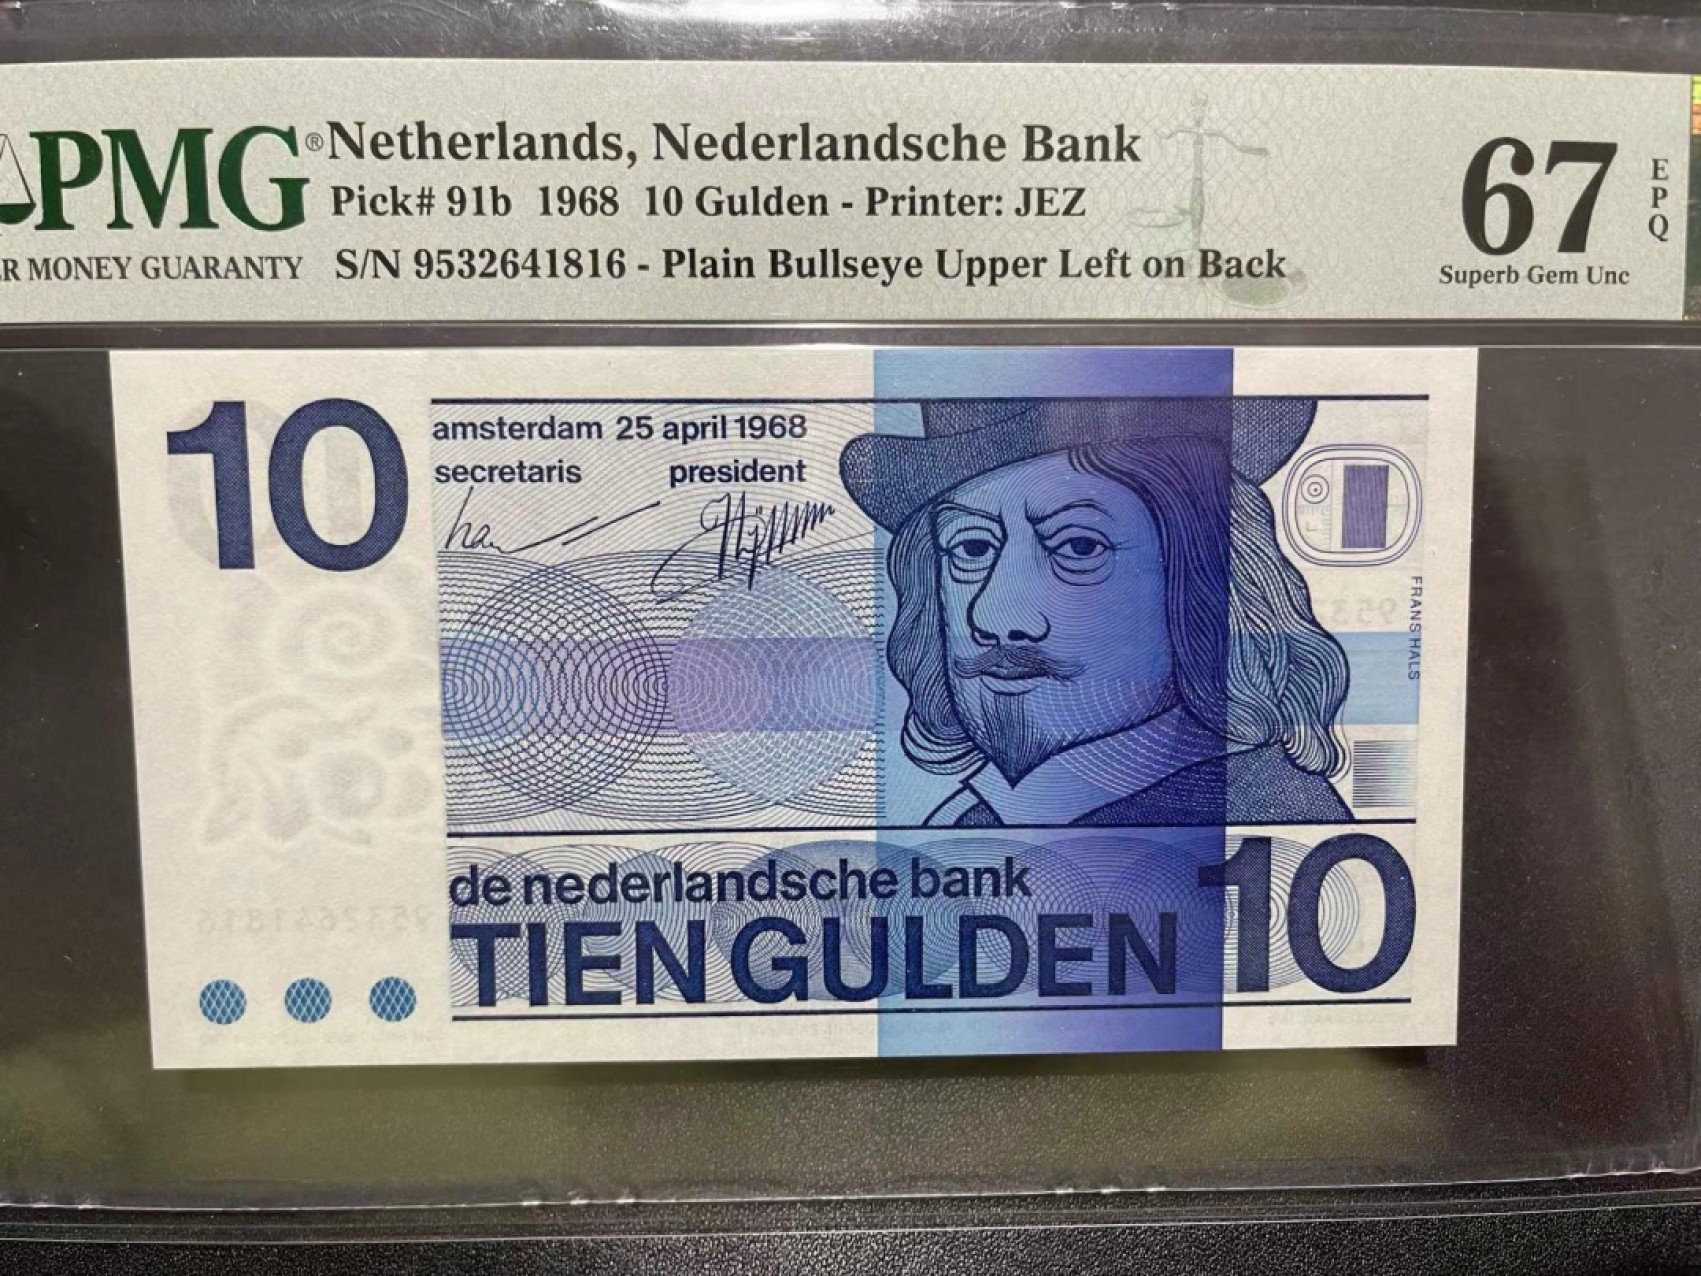 PMG® Netherlands, Nederlandsche Bank
Pick# 91b 1968 10 Gulden - Printer: JEZ
R MONEY GUARANTY S/N 9532641816 - Plain Bullseye Upper Left on Back
67
EPQ
Superb Gem Unc
10
amsterdam 25 april 1968
secretaris president
FRANS HALS
de nederlandsche bank
TIEN GULDEN 10